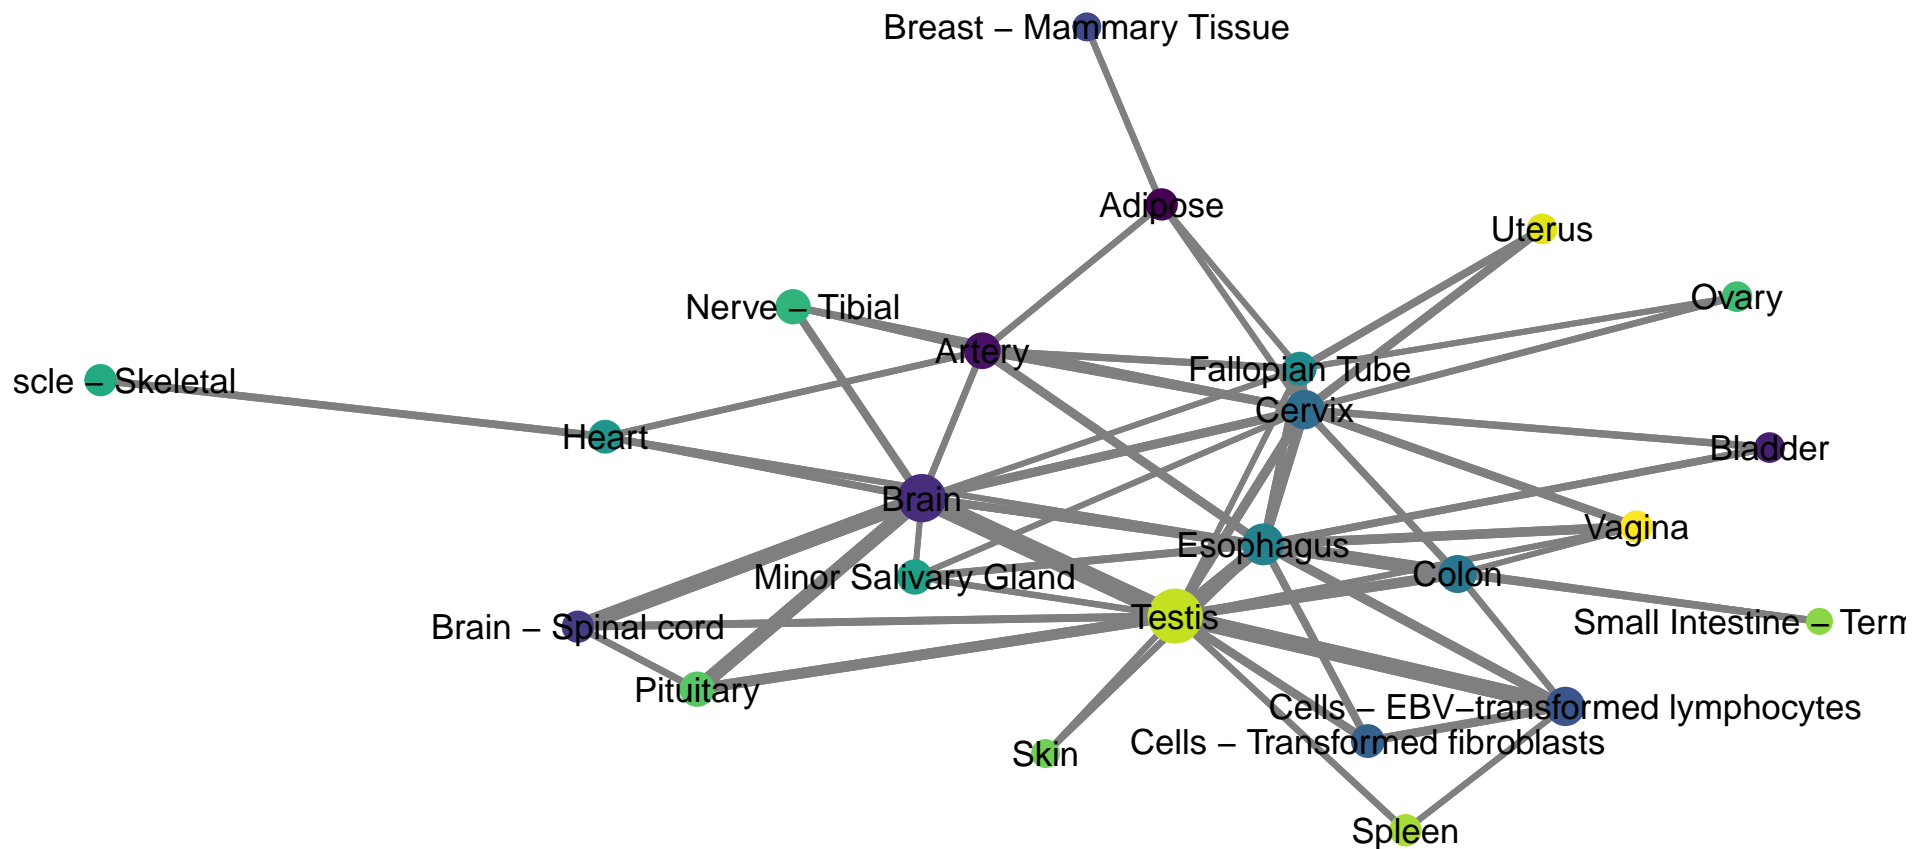 Breast – Mammary Tissue
Adipose
Uterus
Ovary
Nerve – Tibial
Artery
Fallopian Tube
scle – Skeletal
Cervix
Heart
Bladder
Brain
Vagina
Esophagus
Minor Salivary Gland
Colon
Testis
Small Intestine – Term
Brain – Spinal cord
Pituitary
Cells – EBV–transformed lymphocytes
Cells – Transformed fibroblasts
Skin
Spleen